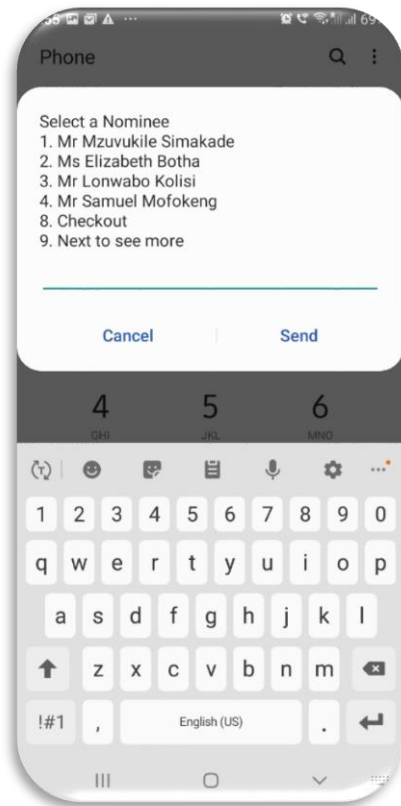 Phone
Select a Nominee
1. Mr Mzuvukile Simakade
2. Ms Elizabeth Botha
3. Mr Lonwabo Kolisi
4. Mr Samuel Mofokeng
8. Checkout
9. Next to see more
Cancel Send
4 5 6
GHI JKL MNO
1 2 3 4 5 6 7 8 9 0
q w e r t y u i o p
a s d f g h j k l
z x c v b n m
!#1 , English (US) .